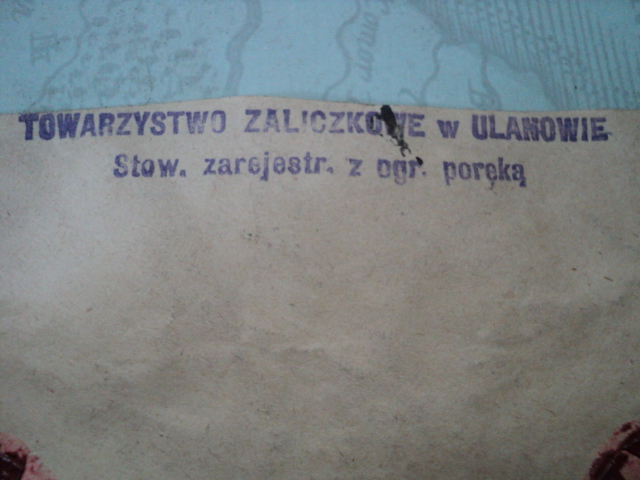 TOWARZYSTWO ZALICZKOWE w ULANOWIE
Stow. zarejestr. z ogr. poręką